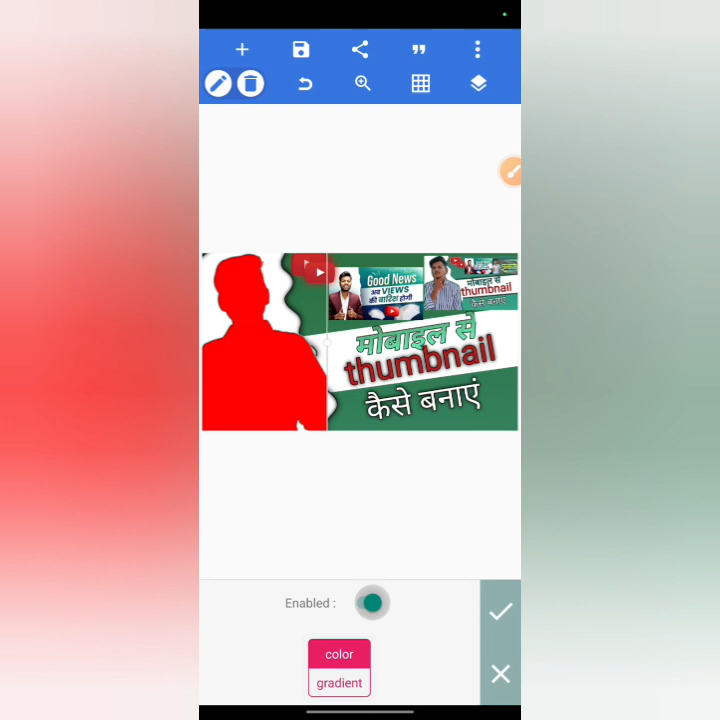 Good News
अब VIEWS
की बारिश होगी
मोबाइल से
thumbnail
कैसे बनाएं
मोबाइल से
thumbnail
कैसे बनाएं
Enabled :
color
gradient